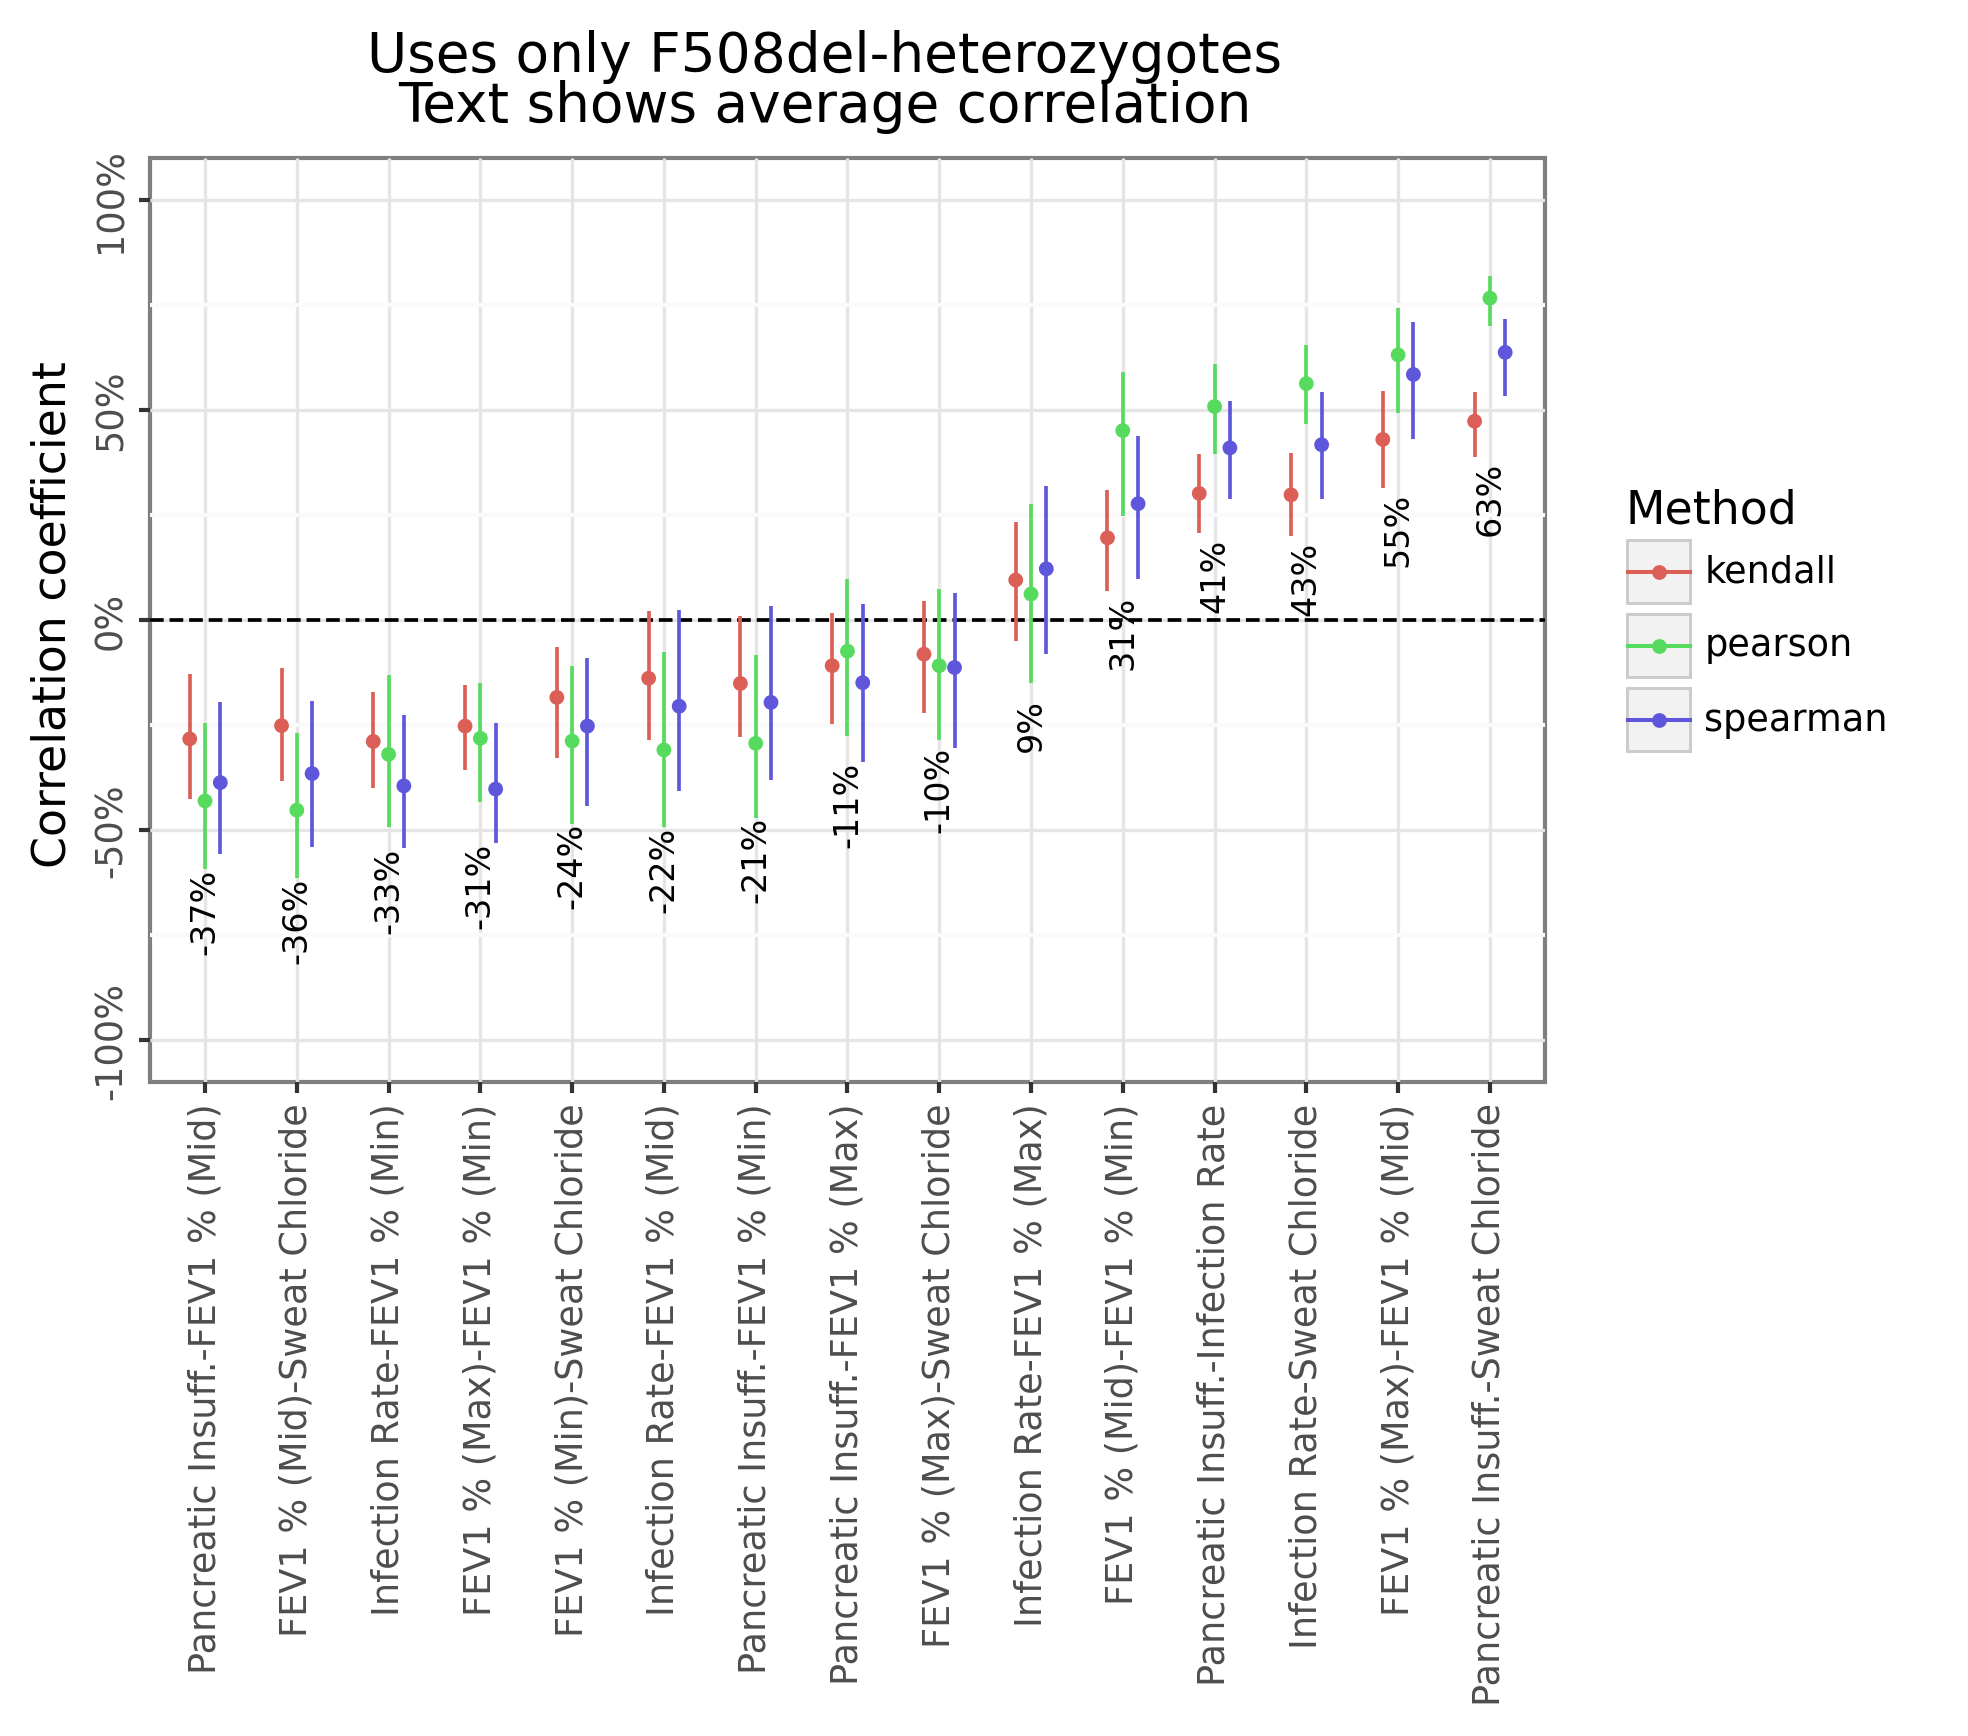 Uses only F508del-heterozygotes
Text shows average correlation
Correlation coefficient
100%
50%
0%
-50%
-100%
-37%
-36%
-33%
-31%
-24%
-22%
-21%
-11%
-10%
9%
31%
41%
43%
55%
63%
Pancreatic Insuff.-FEV1 % (Mid)
FEV1 % (Mid)-Sweat Chloride
Infection Rate-FEV1 % (Min)
FEV1 % (Max)-FEV1 % (Min)
FEV1 % (Min)-Sweat Chloride
Infection Rate-FEV1 % (Mid)
Pancreatic Insuff.-FEV1 % (Min)
Pancreatic Insuff.-FEV1 % (Max)
FEV1 % (Max)-Sweat Chloride
Infection Rate-FEV1 % (Max)
FEV1 % (Mid)-FEV1 % (Min)
Pancreatic Insuff.-Infection Rate
Infection Rate-Sweat Chloride
FEV1 % (Max)-FEV1 % (Mid)
Pancreatic Insuff.-Sweat Chloride
Method
kendall
pearson
spearman